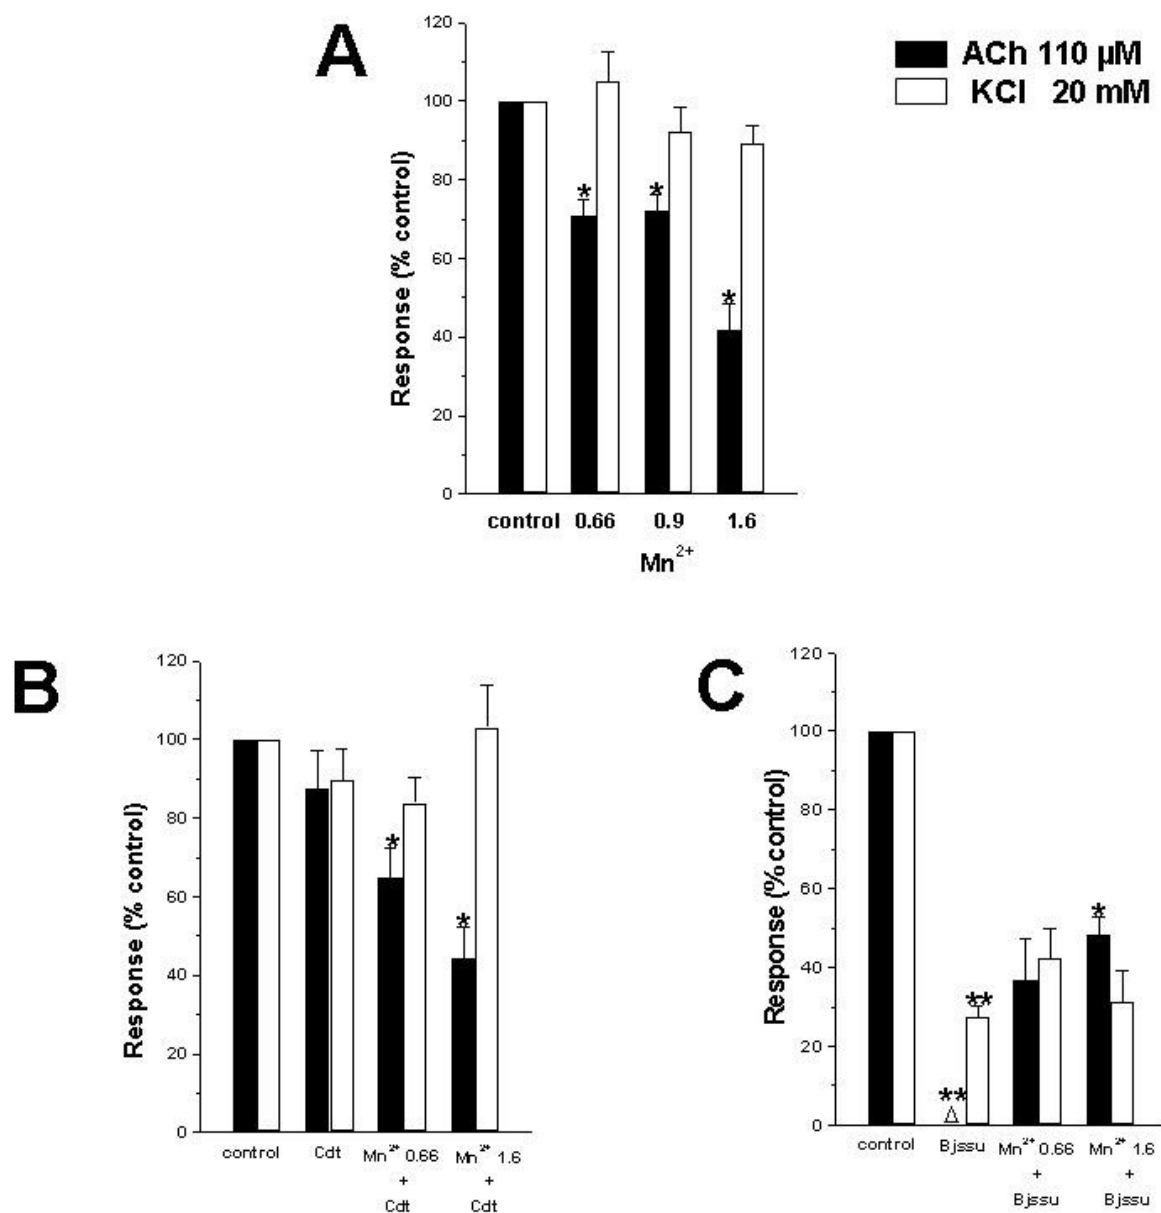 A
ACh 110 µM
KCl 20 mM
Response (% control)
120
100
80
60
40
20
0
*
*
*
control 0.66 0.9 1.6
Mn²⁺
B
Response (% control)
120
100
80
60
40
20
0
*
*
control Cdt Mn²⁺ 0.66 Mn²⁺ 1.6
+ +
Cdt Cdt
C
Response (% control)
120
100
80
60
40
20
0
**
**
Δ
*
control Bjssu Mn²⁺ 0.66 Mn²⁺ 1.6
+ +
Bjssu Bjssu